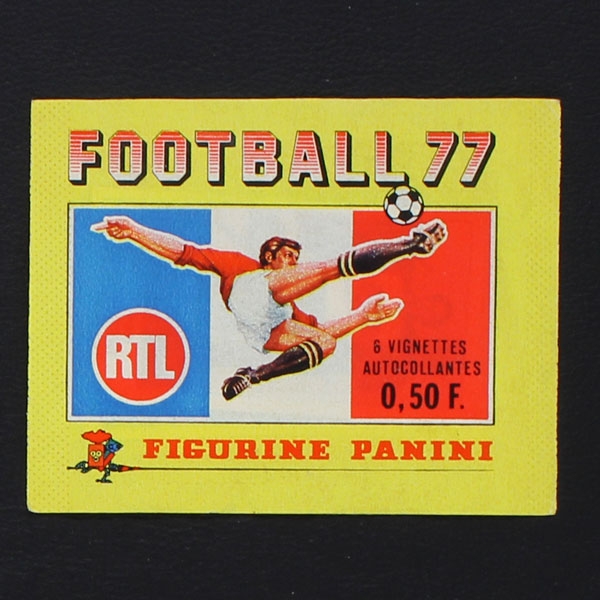 FOOTBALL 77
RTL
6 VIGNETTES
AUTOCOLLANTES
0,50 F.
FIGURINE PANINI